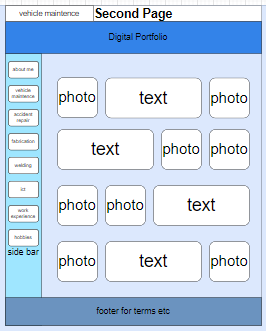 vehicle maintence Second Page
Digital Portfolio
about me
vehicle maintence
accident repair
fabrication
welding
ict
work experience
hobbies
side bar
photo text photo
text photo photo
photo photo text
photo text photo
footer for terms etc